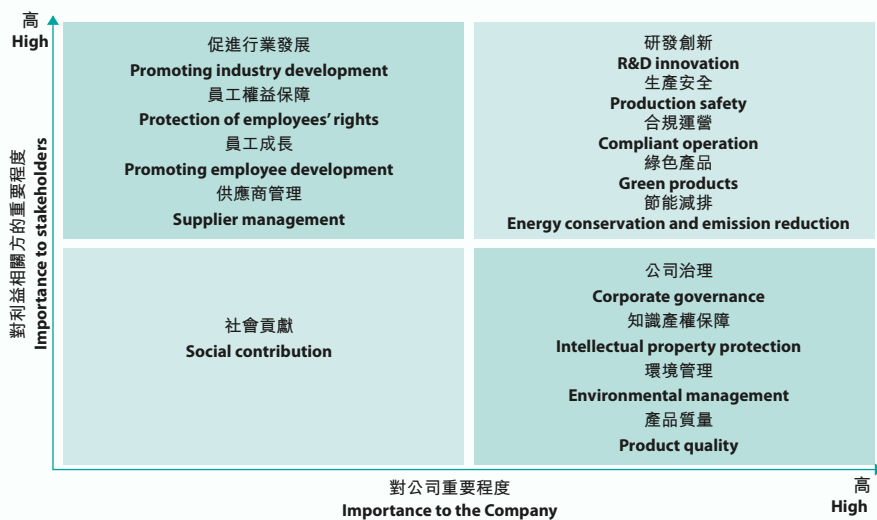 高
High
對利益相關方的重要程度
Importance to stakeholders
促進行業發展
Promoting industry development
員工權益保障
Protection of employees' rights
員工成長
Promoting employee development
供應商管理
Supplier management
研發創新
R&D innovation
生產安全
Production safety
合規運營
Compliant operation
綠色產品
Green products
節能減排
Energy conservation and emission reduction
社會貢獻
Social contribution
公司治理
Corporate governance
知識產權保障
Intellectual property protection
環境管理
Environmental management
產品質量
Product quality
對公司重要程度
Importance to the Company
高
High